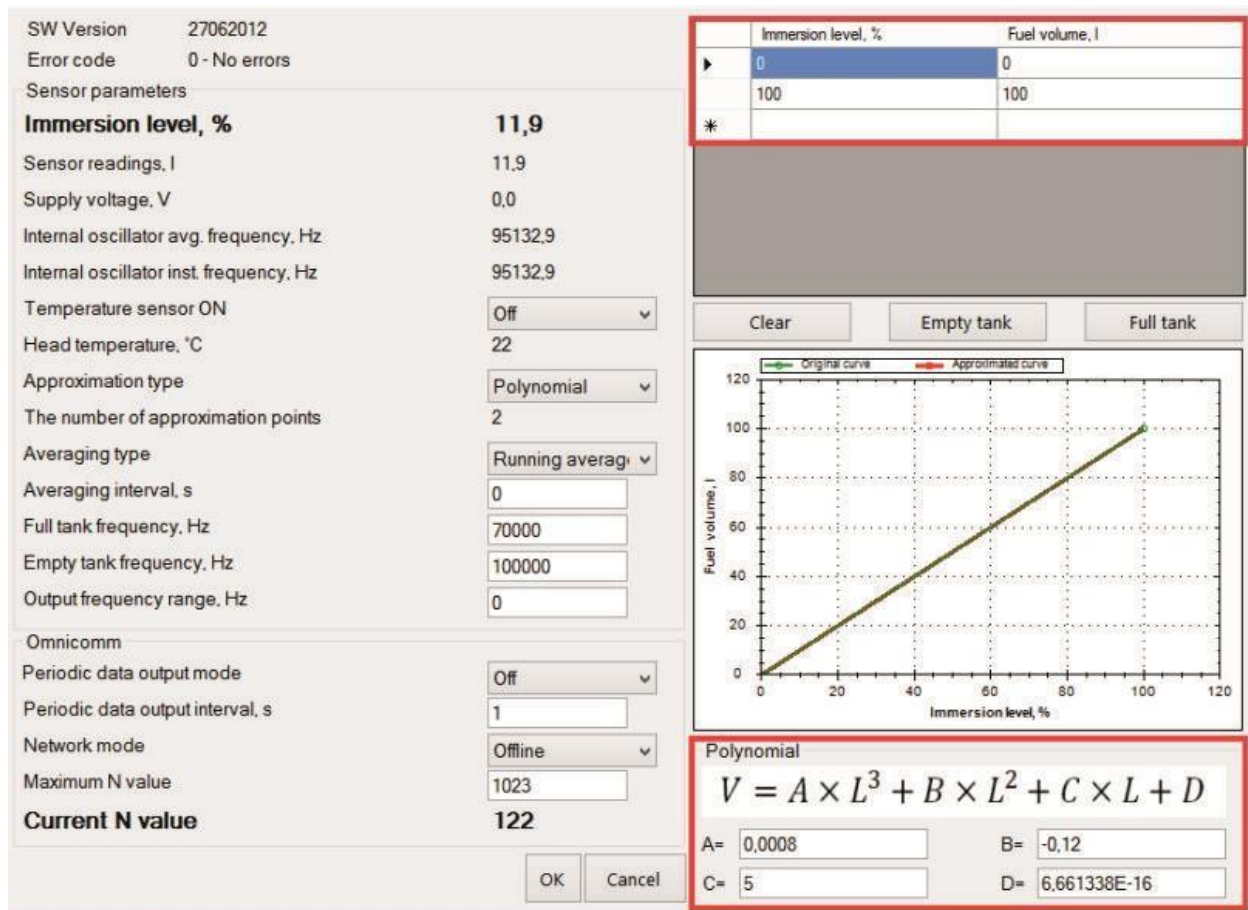 SW Version 27062012
Error code 0 - No errors
Sensor parameters
Immersion level, % 11,9
Sensor readings, l 11,9
Supply voltage, V 0,0
Internal oscillator avg. frequency, Hz 95132,9
Internal oscillator inst. frequency, Hz 95132,9
Temperature sensor ON Off
Head temperature, °C 22
Approximation type Polynomial
The number of approximation points 2
Averaging type Running averag
Averaging interval, s 0
Full tank frequency, Hz 70000
Empty tank frequency, Hz 100000
Output frequency range, Hz 0
Omnicomm
Periodic data output mode Off
Periodic data output interval, s 1
Network mode Offline
Maximum N value 1023
Current N value 122
OK Cancel
Immersion level, % Fuel volume, l
0 0
100 100
*
Clear Empty tank Full tank
Original curve Approximated curve
120
100
80
60
40
20
0
Fuel volume, l
0 20 40 60 80 100 120
Immersion level, %
Polynomial
V = A × L³ + B × L² + C × L + D
A= 0,0008 B= -0,12
C= 5 D= 6,661338E-16